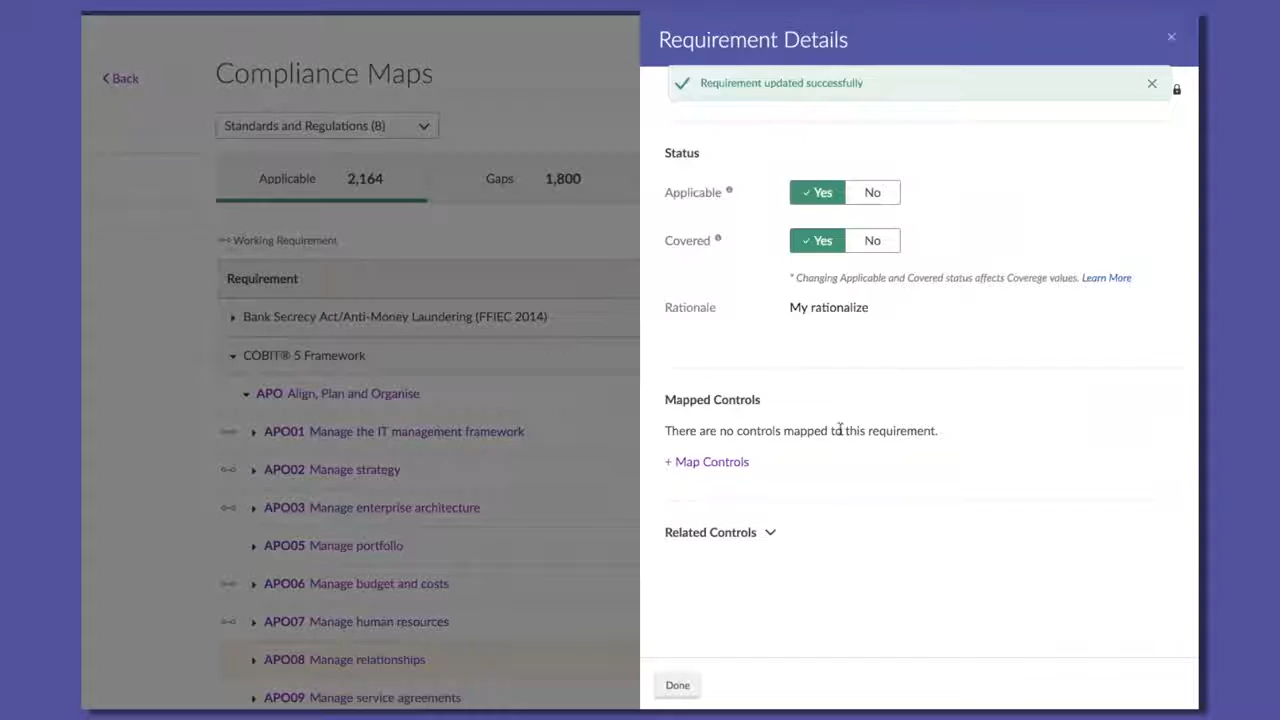 Back
Compliance Maps
Standards and Regulations (8)
Applicable 2,164 Gaps 1,800
Working Requirement
Requirement
Bank Secrecy Act/Anti-Money Laundering (FFIEC 2014)
COBIT® 5 Framework
APO Align, Plan and Organise
APO01 Manage the IT management framework
APO02 Manage strategy
APO03 Manage enterprise architecture
APO05 Manage portfolio
APO06 Manage budget and costs
APO07 Manage human resources
APO08 Manage relationships
APO09 Manage service agreements
Requirement Details
Requirement updated successfully
Status
Applicable Yes No
Covered Yes No
* Changing Applicable and Covered status affects Coverege values. Learn More
Rationale My rationalize
Mapped Controls
There are no controls mapped to this requirement.
+ Map Controls
Related Controls
Done